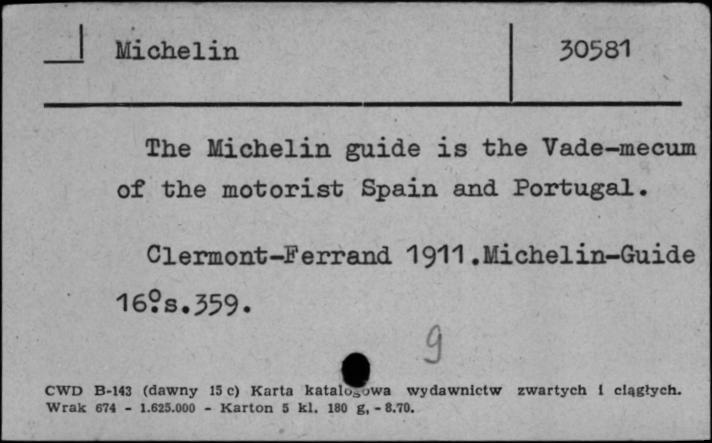 Michelin 30581
The Michelin guide is the Vade-mecum
of the motorist Spain and Portugal.
Clermont-Ferrand 1911.Michelin-Guide
16º.s.359.
9
CWD B-143 (dawny 15 c) Karta katalogowa wydawnictw zwartych i ciągłych.
Wrak 674 - 1.625.000 - Karton 5 kl. 180 g, - 8.70.